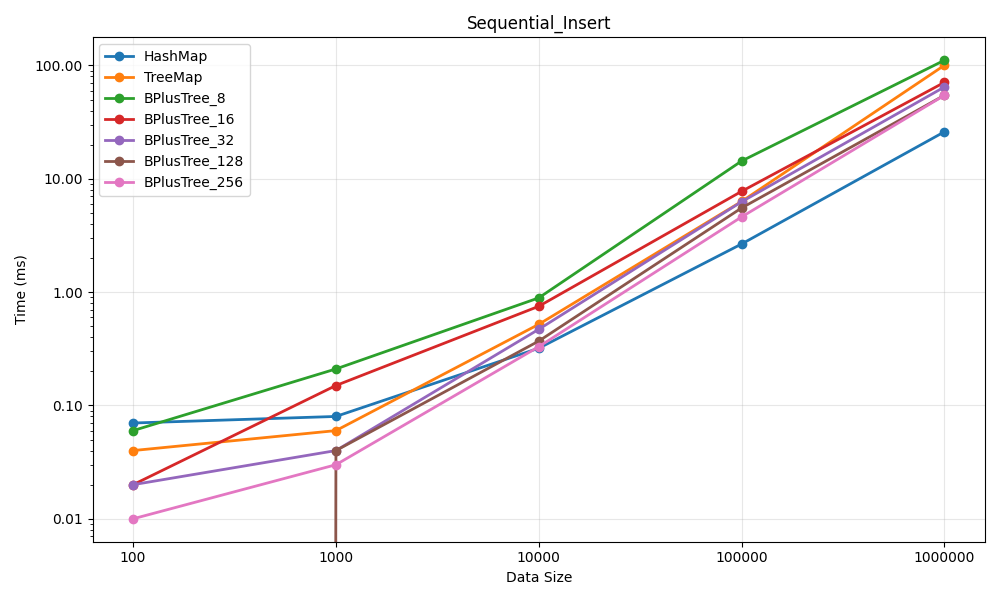 Sequential_Insert
HashMap
TreeMap
BPlusTree_8
BPlusTree_16
BPlusTree_32
BPlusTree_128
BPlusTree_256
Time (ms)
100.00
10.00
1.00
0.10
0.01
100 1000 10000 100000 1000000
Data Size